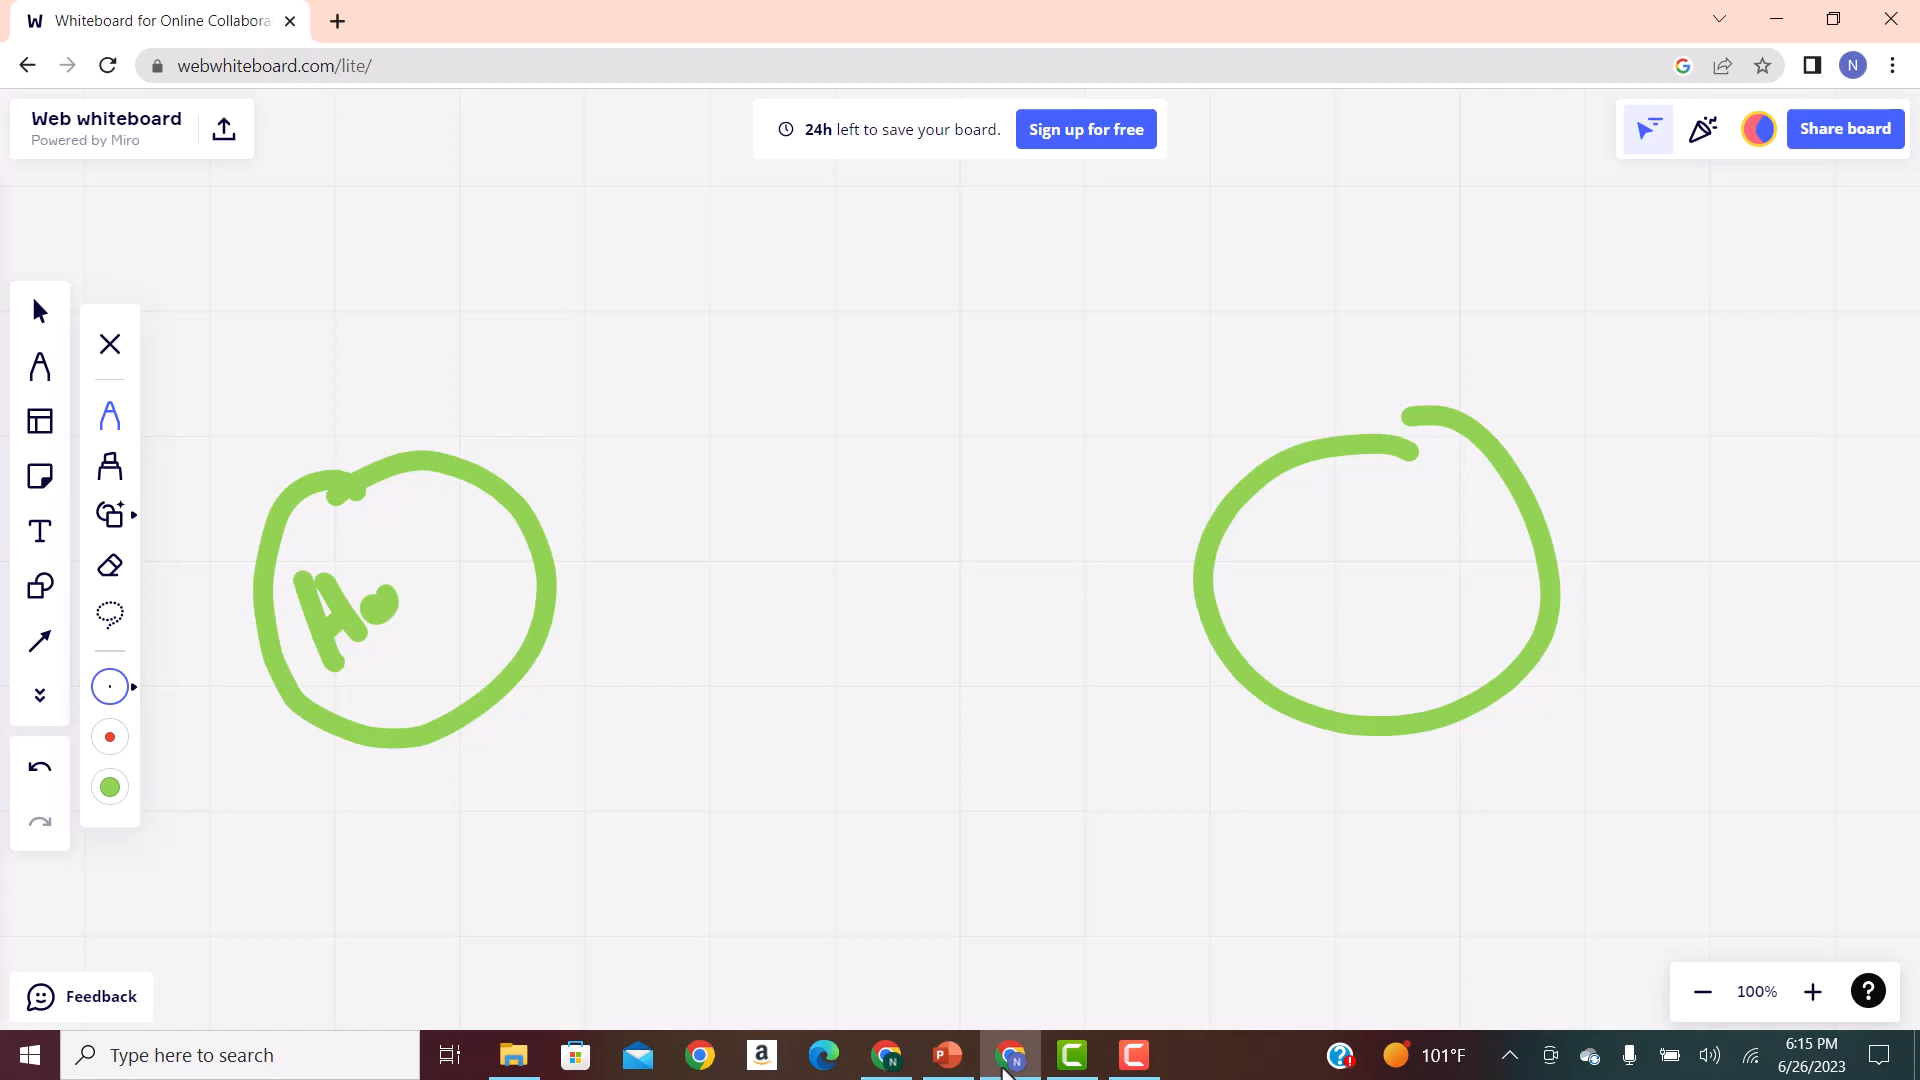 W Whiteboard for Online Collabora
webwhiteboard.com/lite/
N
Web whiteboard
Powered by Miro
24h left to save your board.
Sign up for free
Share board
A
T
Feedback
100%
?
Type here to search
101°F
6:15 PM
6/26/2023